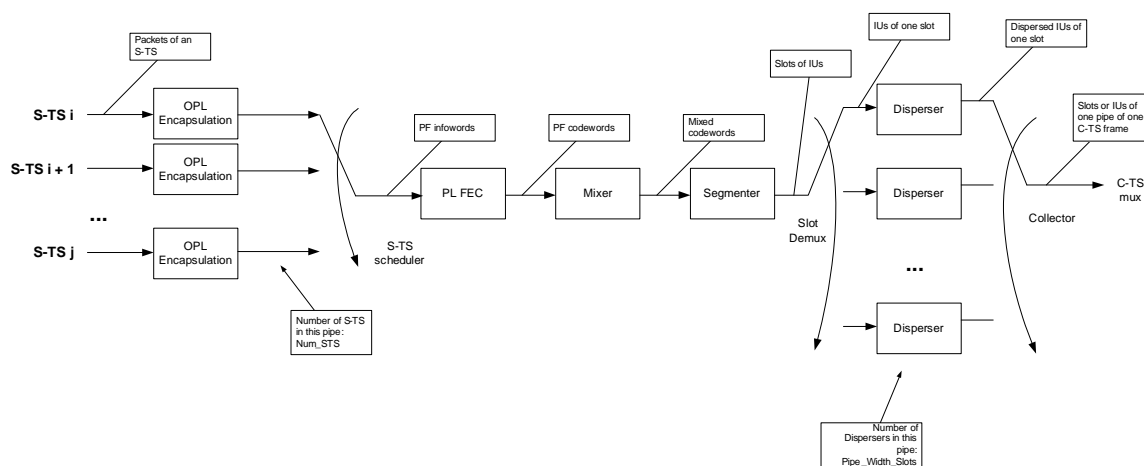 Packets of an
S-TS
IUs of one slot
Dispersed IUs of
one slot
Slots of IUs
S-TS i
OPL
Encapsulation
Disperser
Slots or IUs of
one pipe of one
C-TS frame
PF infowords
PF codewords
Mixed
codewords
S-TS i + 1
OPL
Encapsulation
PL FEC
Mixer
Segmenter
Disperser
C-TS
mux
...
Slot
Demux
Collector
S-TS j
OPL
Encapsulation
S-TS
scheduler
...
Number of S-TS
in this pipe:
Num_STS
Disperser
Number of
Dispersers in this
pipe:
Pipe_Width_Slots